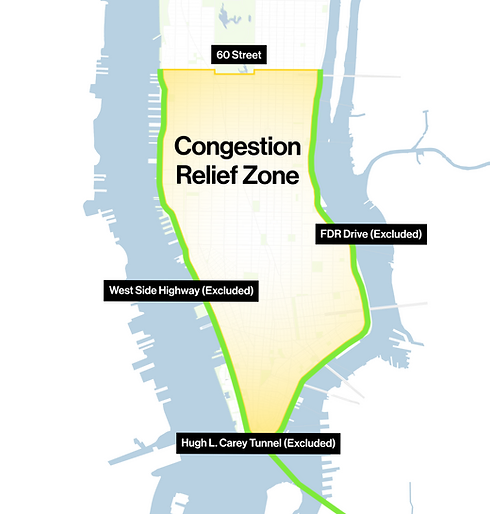 60 Street
Congestion
Relief Zone
FDR Drive (Excluded)
West Side Highway (Excluded)
Hugh L. Carey Tunnel (Excluded)